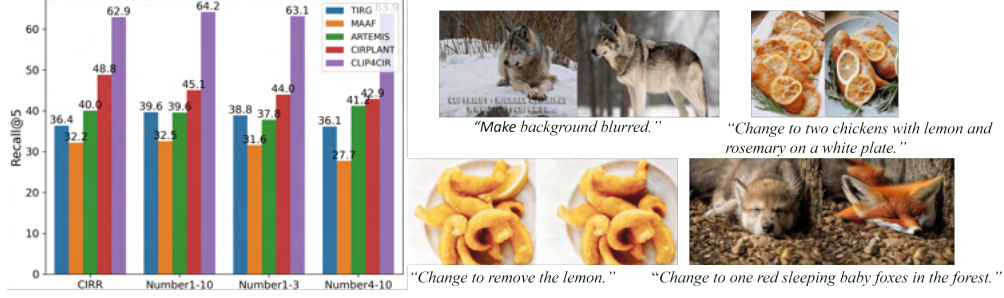 60
50
40
30
20
10
0
Recall@5
TIRG
MAAF
ARTEMIS
CIRPLANT
CLIP4CIR
36.4
32.2
40.0
48.8
62.9
39.6
32.5
39.6
45.1
64.2
38.8
31.6
37.8
44.0
63.1
36.1
27.7
41.2
42.9
63.9
CIRR
Number1-10
Number1-3
Number4-10
“Make background blurred.”
“Change to two chickens with lemon and
rosemary on a white plate.”
“Change to remove the lemon.”
“Change to one red sleeping baby foxes in the forest.”